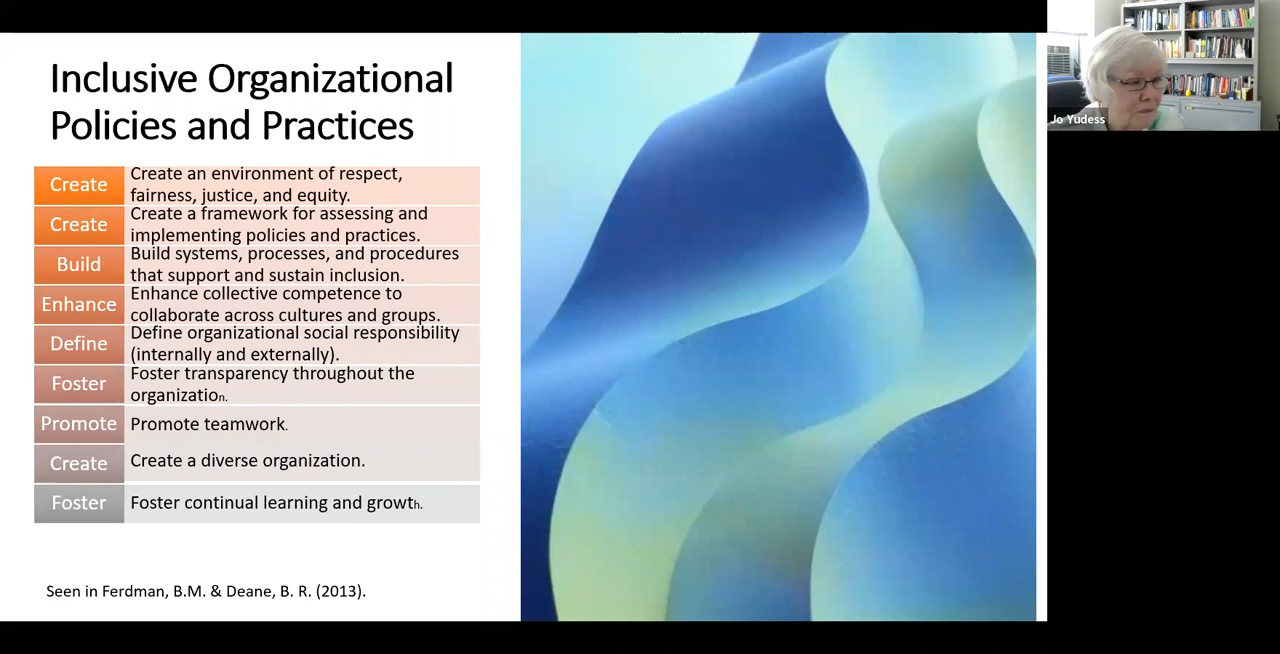 Inclusive Organizational
Policies and Practices
Create
Create an environment of respect,
fairness, justice, and equity.
Create
Create a framework for assessing and
implementing policies and practices.
Build
Build systems, processes, and procedures
that support and sustain inclusion.
Enhance
Enhance collective competence to
collaborate across cultures and groups.
Define
Define organizational social responsibility
(internally and externally).
Foster
Foster transparency throughout the
organization.
Promote
Promote teamwork.
Create
Create a diverse organization.
Foster
Foster continual learning and growth.
Seen in Ferdman, B.M. & Deane, B. R. (2013).
Jo Yudess